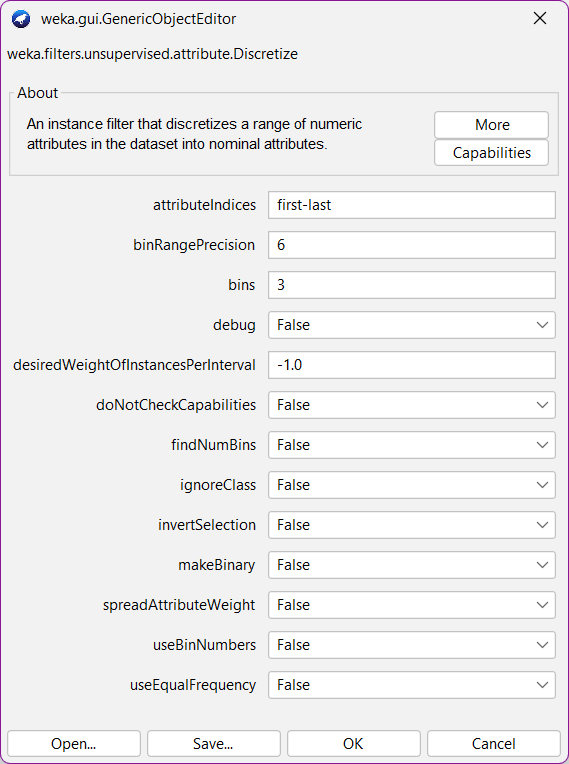 weka.gui.GenericObjectEditor
weka.filters.unsupervised.attribute.Discretize
About
An instance filter that discretizes a range of numeric
attributes in the dataset into nominal attributes.
More
Capabilities
attributeIndices first-last
binRangePrecision 6
bins 3
debug False
desiredWeightOfInstancesPerInterval -1.0
doNotCheckCapabilities False
findNumBins False
ignoreClass False
invertSelection False
makeBinary False
spreadAttributeWeight False
useBinNumbers False
useEqualFrequency False
Open... Save... OK Cancel